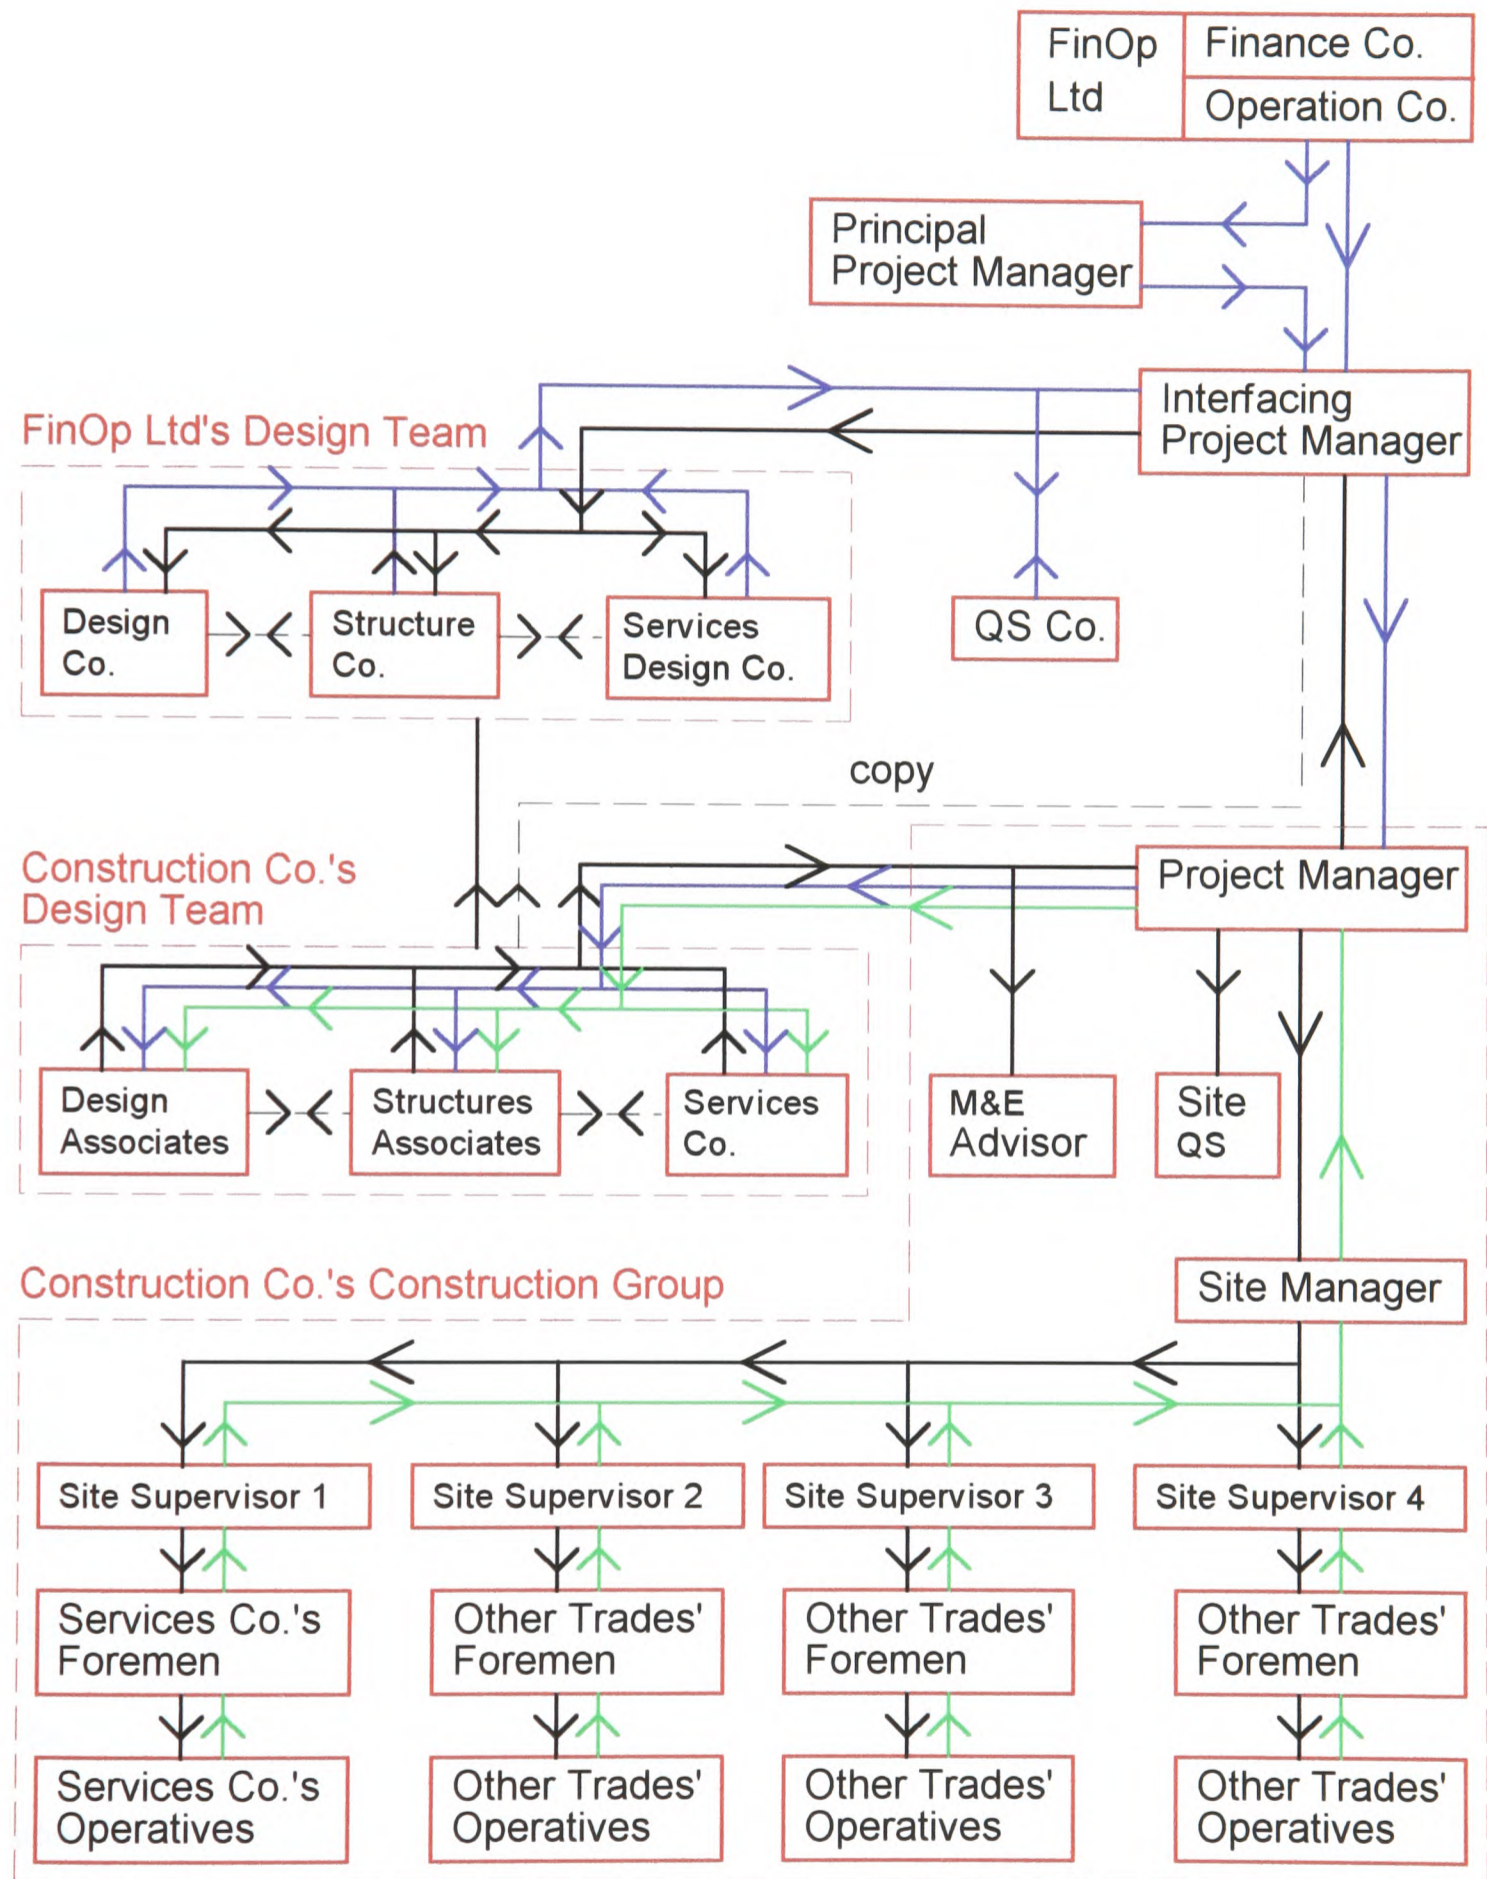 FinOp
Ltd
Finance Co.
Operation Co.
Principal
Project Manager
Interfacing
Project Manager
FinOp Ltd's Design Team
Design
Co.
Structure
Co.
Services
Design Co.
QS Co.
copy
Construction Co.'s
Design Team
Project Manager
Design
Associates
Structures
Associates
Services
Co.
M&E
Advisor
Site
QS
Construction Co.'s Construction Group
Site Manager
Site Supervisor 1
Site Supervisor 2
Site Supervisor 3
Site Supervisor 4
Services Co.'s
Foremen
Other Trades'
Foremen
Other Trades'
Foremen
Other Trades'
Foremen
Services Co.'s
Operatives
Other Trades'
Operatives
Other Trades'
Operatives
Other Trades'
Operatives